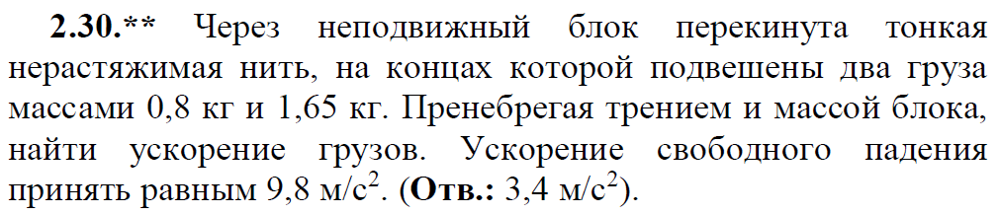 2.30.** Через неподвижный блок перекинута тонкая
нерастяжимая нить, на концах которой подвешены два груза
массами 0,8 кг и 1,65 кг. Пренебрегая трением и массой блока,
найти ускорение грузов. Ускорение свободного падения
принять равным 9,8 м/с². (Отв.: 3,4 м/с²).